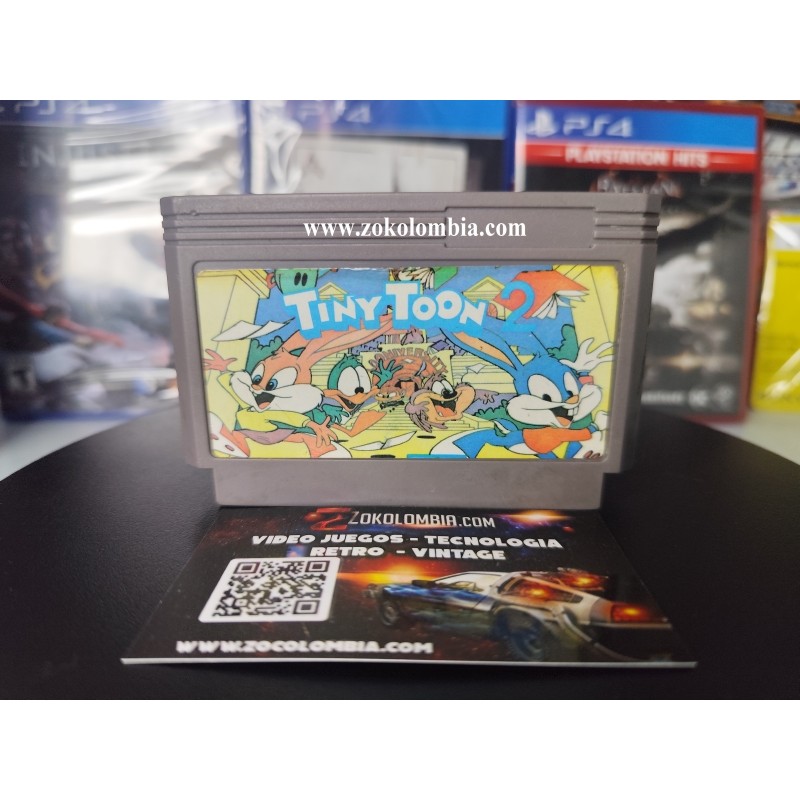 PS4
PS4
PS4
PLAYSTATION HITS
www.zokolombia.com
TINY TOON 2
UNIVERSITY
ZOKOLOMBIA.COM
VIDEO JUEGOS - TECNOLOGIA
RETRO - VINTAGE
WWW.ZOCOLOMBIA.COM